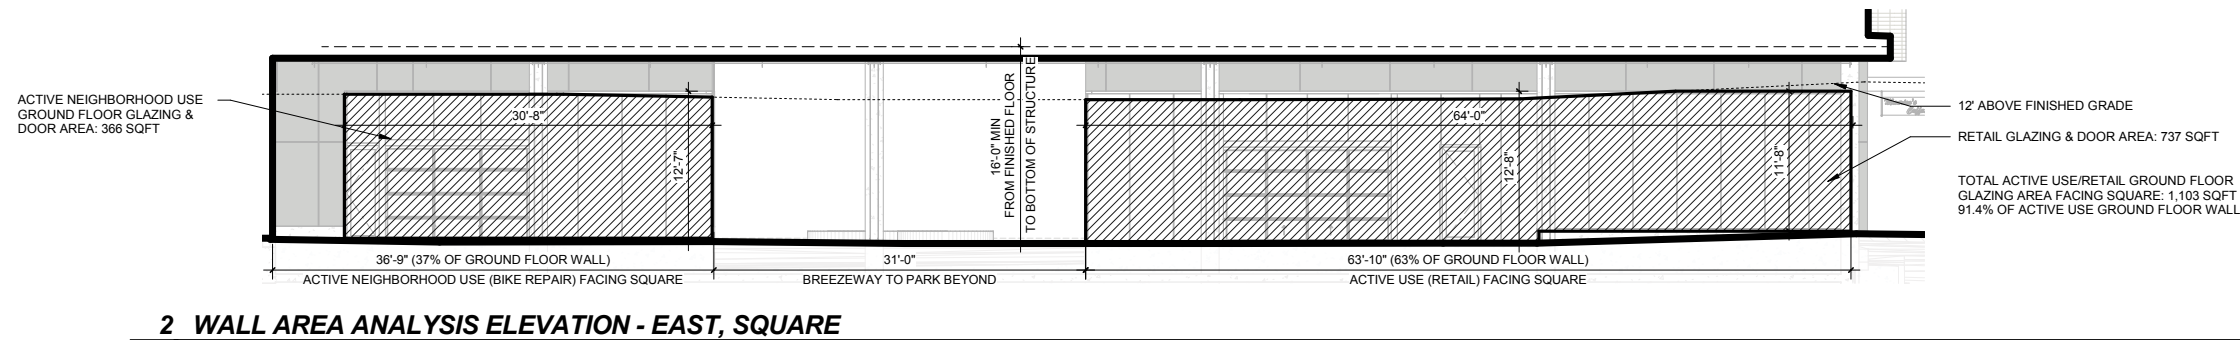 ACTIVE NEIGHBORHOOD USE
GROUND FLOOR GLAZING &
DOOR AREA: 366 SQFT
30'-8"
12'-7"
16'-0" MIN
FROM FINISHED FLOOR
TO BOTTOM OF STRUCTURE
64'-0"
12'-8"
11'-8"
12' ABOVE FINISHED GRADE
RETAIL GLAZING & DOOR AREA: 737 SQFT
TOTAL ACTIVE USE/RETAIL GROUND FLOOR
GLAZING AREA FACING SQUARE: 1,103 SQFT
91.4% OF ACTIVE USE GROUND FLOOR WALL
36'-9" (37% OF GROUND FLOOR WALL)
ACTIVE NEIGHBORHOOD USE (BIKE REPAIR) FACING SQUARE
31'-0"
BREEZEWAY TO PARK BEYOND
63'-10" (63% OF GROUND FLOOR WALL)
ACTIVE USE (RETAIL) FACING SQUARE
2 WALL AREA ANALYSIS ELEVATION - EAST, SQUARE